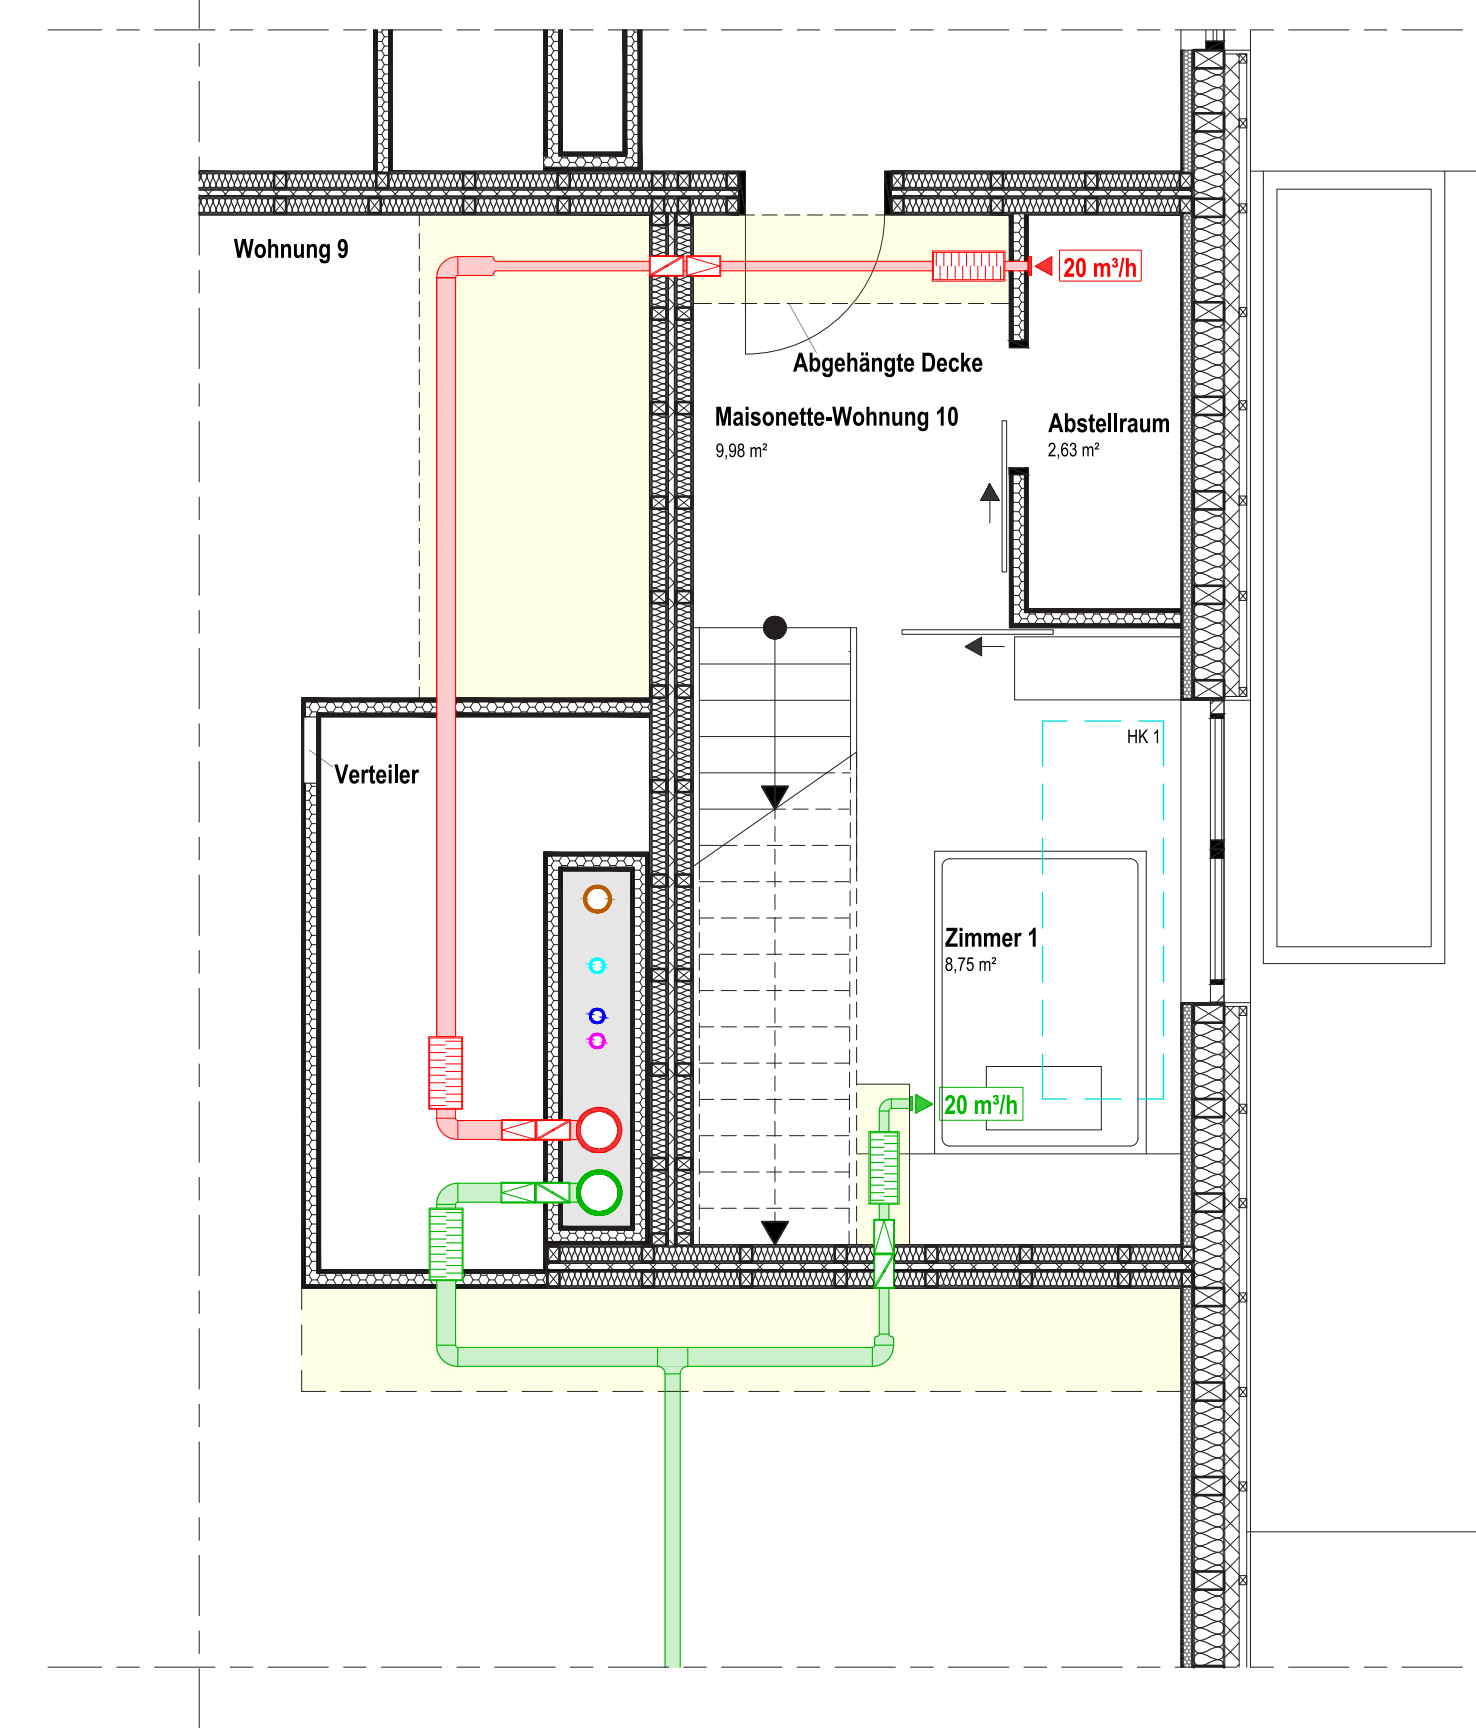 Wohnung 9
20 m³/h
Abgehängte Decke
Maisonette-Wohnung 10
9,98 m²
Abstellraum
2,63 m²
HK 1
Verteiler
Zimmer 1
8,75 m²
20 m³/h